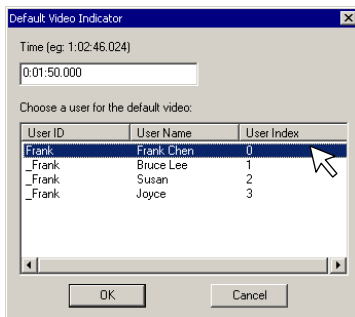 Default Video Indicator
Time (eg: 1:02:46.024)
0:01:50.000
Choose a user for the default video:
User ID User Name User Index
Frank Frank Chen 0
_Frank Bruce Lee 1
_Frank Susan 2
_Frank Joyce 3
OK Cancel